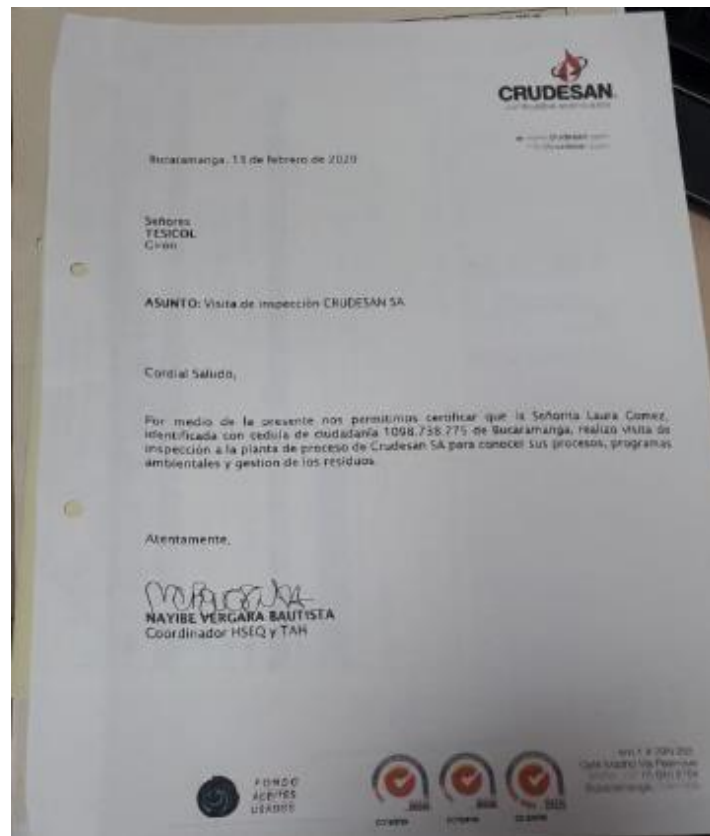 CRUDESAN
Bucaramanga, 13 de febrero de 2020
Señores
TESICOL
Giron
ASUNTO: Visita de inspección CRUDESAN SA
Cordial Saludo,
Por medio de la presente nos permitimos certificar que la Señorita Laura Gomez,
identificada con cedula de ciudadanía 1098.738.775 de Bucaramanga, realizo visita de
inspección a la planta de proceso de Crudesan SA para conocer sus procesos, programas
ambientales y gestion de los residuos.
Atentamente,
NAYIBE VERGARA BAUTISTA
Coordinador HSEQ y TAH
FONDO
ACEITES
USADOS
Bucaramanga,